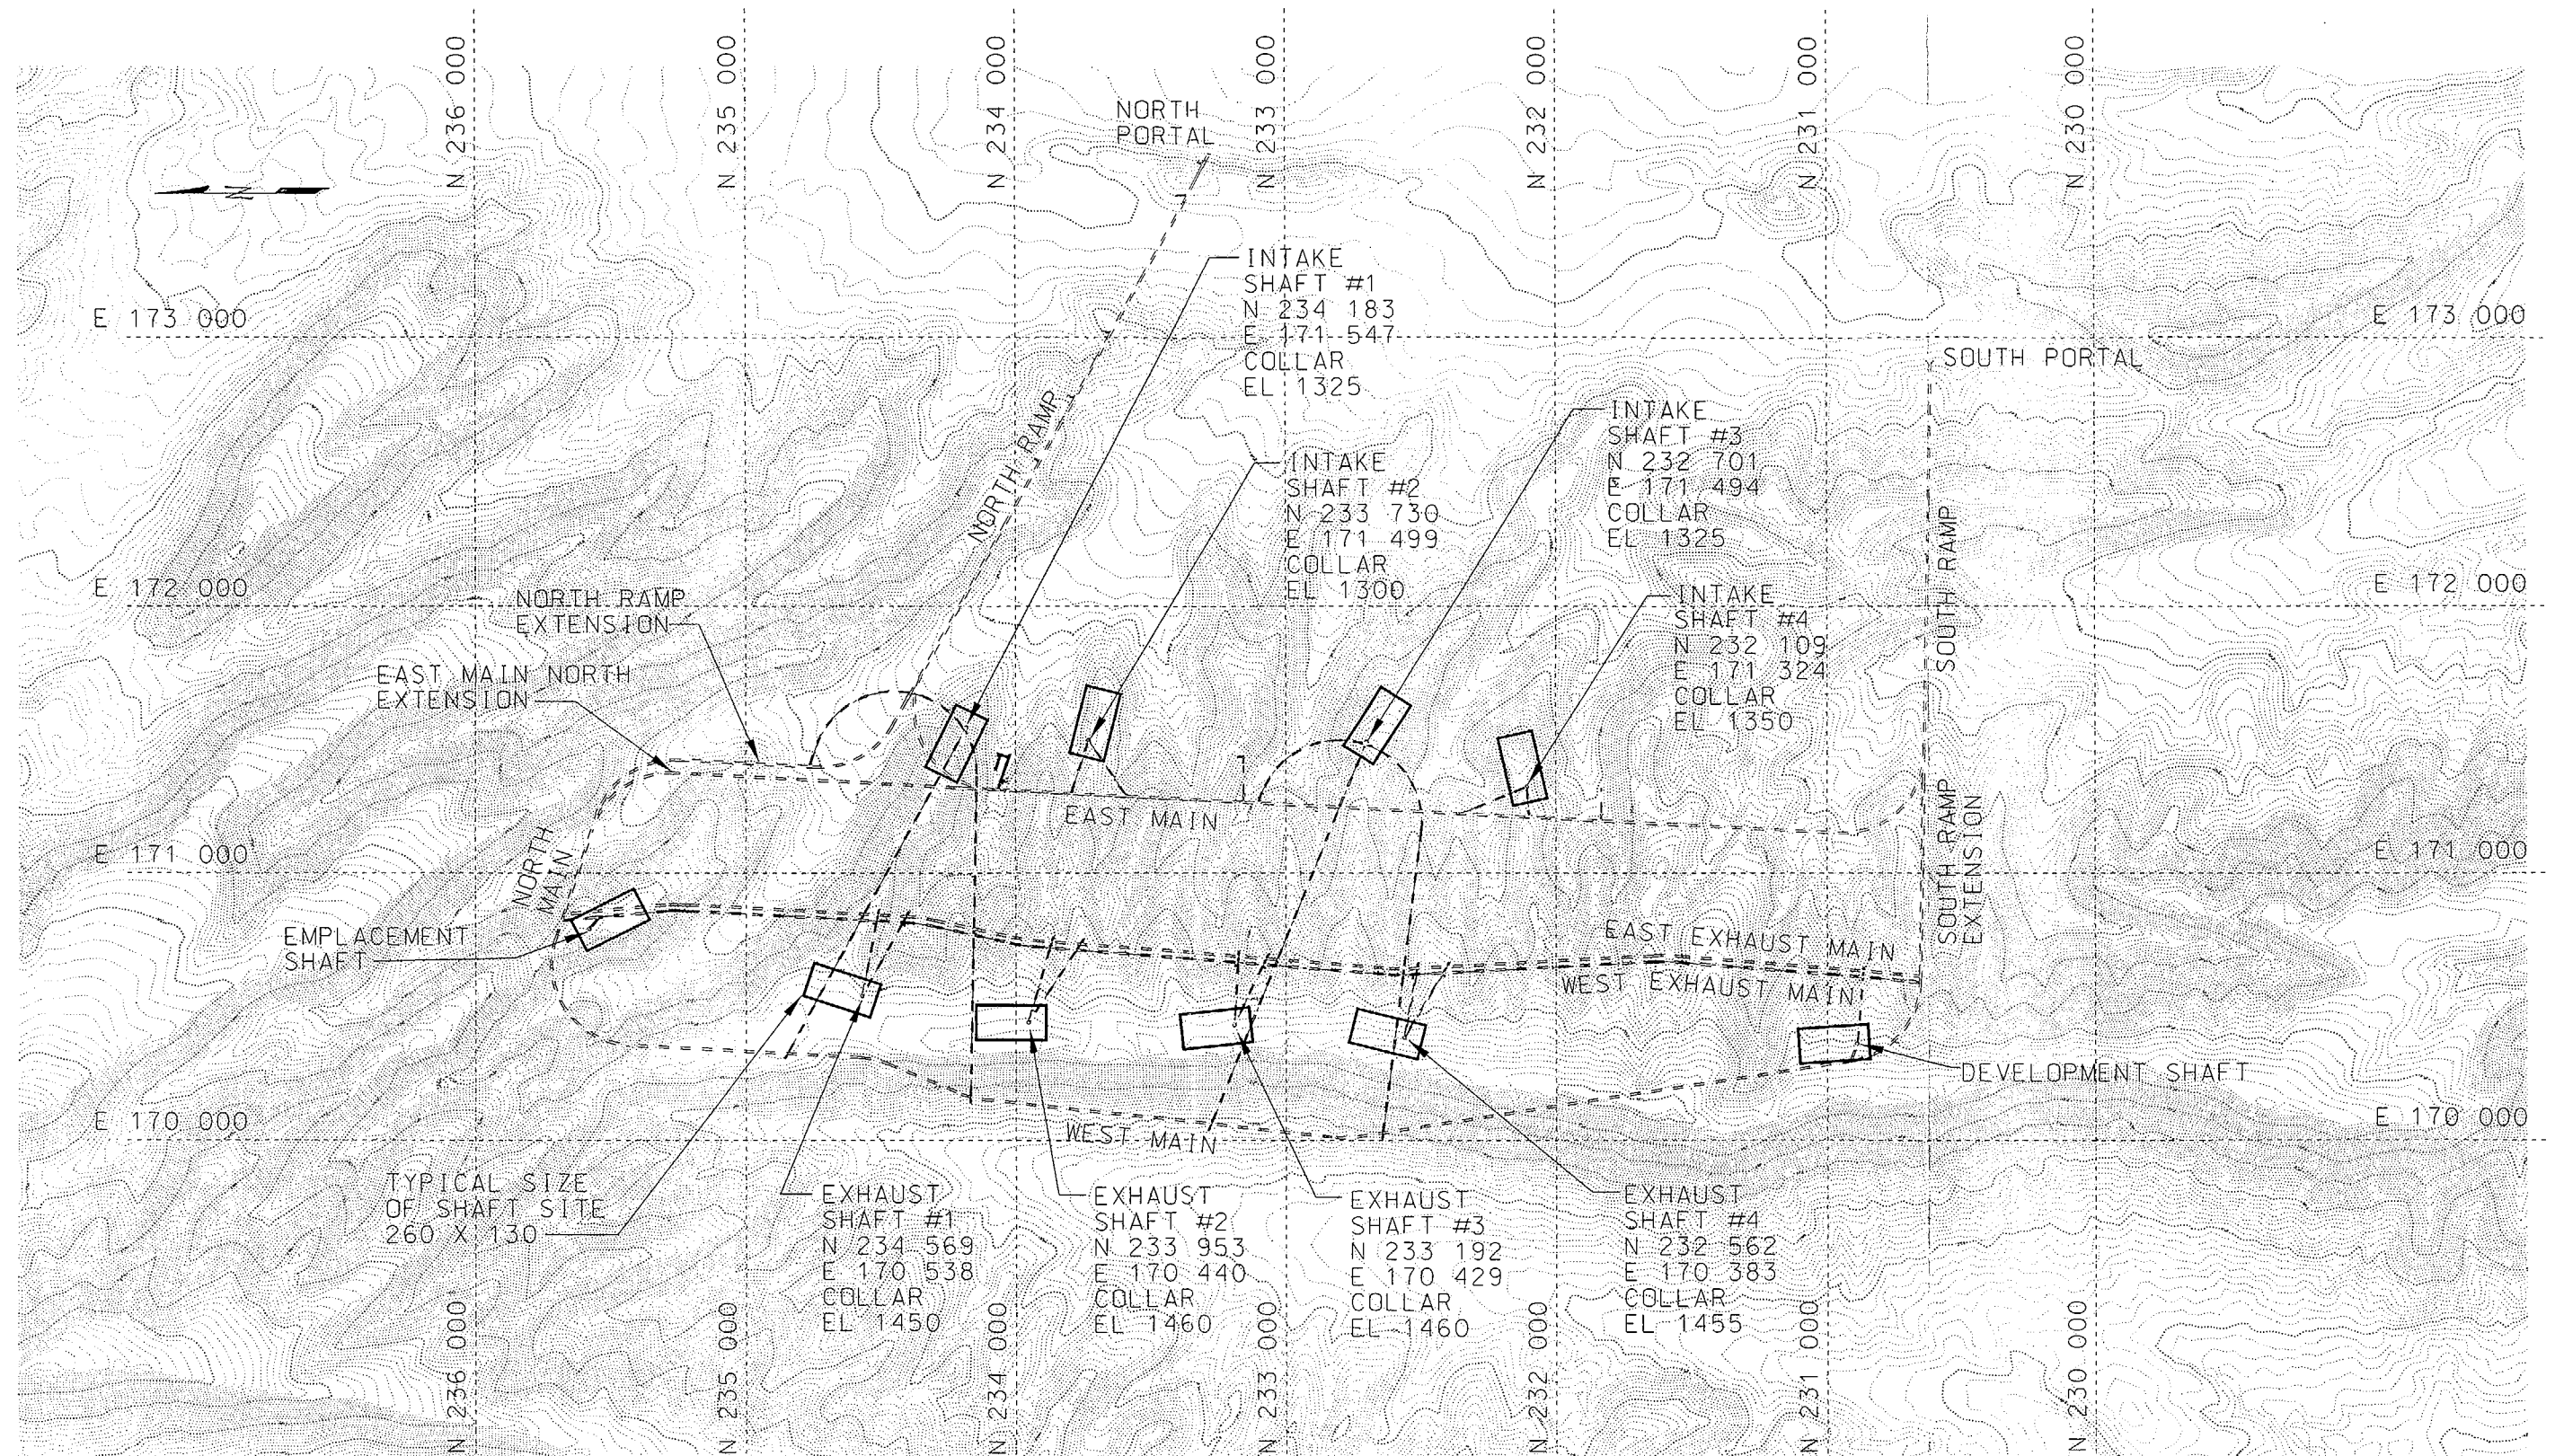 N 236 000
N 235 000
N 234 000
N 233 000
N 232 000
N 231 000
N 230 000
N
NORTH
PORTAL
INTAKE
SHAFT #1
N 234 183
E 171 547
COLLAR
EL 1325
E 173 000
E 173 000
SOUTH PORTAL
NORTH RAMP
INTAKE
SHAFT #2
N 233 730
E 171 499
COLLAR
EL 1300
INTAKE
SHAFT #3
N 232 701
E 171 494
COLLAR
EL 1325
SOUTH RAMP
E 172 000
E 172 000
NORTH RAMP
EXTENSION
INTAKE
SHAFT #4
N 232 109
E 171 324
COLLAR
EL 1350
EAST MAIN NORTH
EXTENSION
EAST MAIN
SOUTH RAMP
EXTENSION
E 171 000
E 171 000
NORTH
MAIN
EMPLACEMENT
SHAFT
EAST EXHAUST MAIN
WEST EXHAUST MAIN
DEVELOPMENT SHAFT
E 170 000
E 170 000
WEST MAIN
TYPICAL SIZE
OF SHAFT SITE
260 X 130
EXHAUST
SHAFT #1
N 234 569
E 170 538
COLLAR
EL 1450
EXHAUST
SHAFT #2
N 233 953
E 170 440
COLLAR
EL 1460
EXHAUST
SHAFT #3
N 233 192
E 170 429
COLLAR
EL 1460
EXHAUST
SHAFT #4
N 232 562
E 170 383
COLLAR
EL 1455
N 236 000
N 235 000
N 234 000
N 233 000
N 232 000
N 231 000
N 230 000